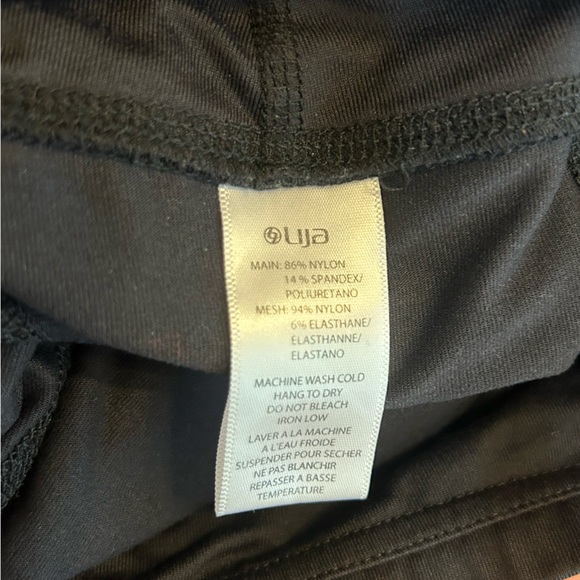 Lija
MAIN: 86% NYLON
14 % SPANDEX/
POLIURETANO
MESH: 94% NYLON
6% ELASTHANE/
ÉLASTHANNE/
ELASTANO
MACHINE WASH COLD
HANG TO DRY
DO NOT BLEACH
IRON LOW
LAVER A LA MACHINE
A L'EAU FROIDE
SUSPENDER POUR SECHER
NE PAS BLANCHIR
REPASSER A BASSE
TEMPERATURE